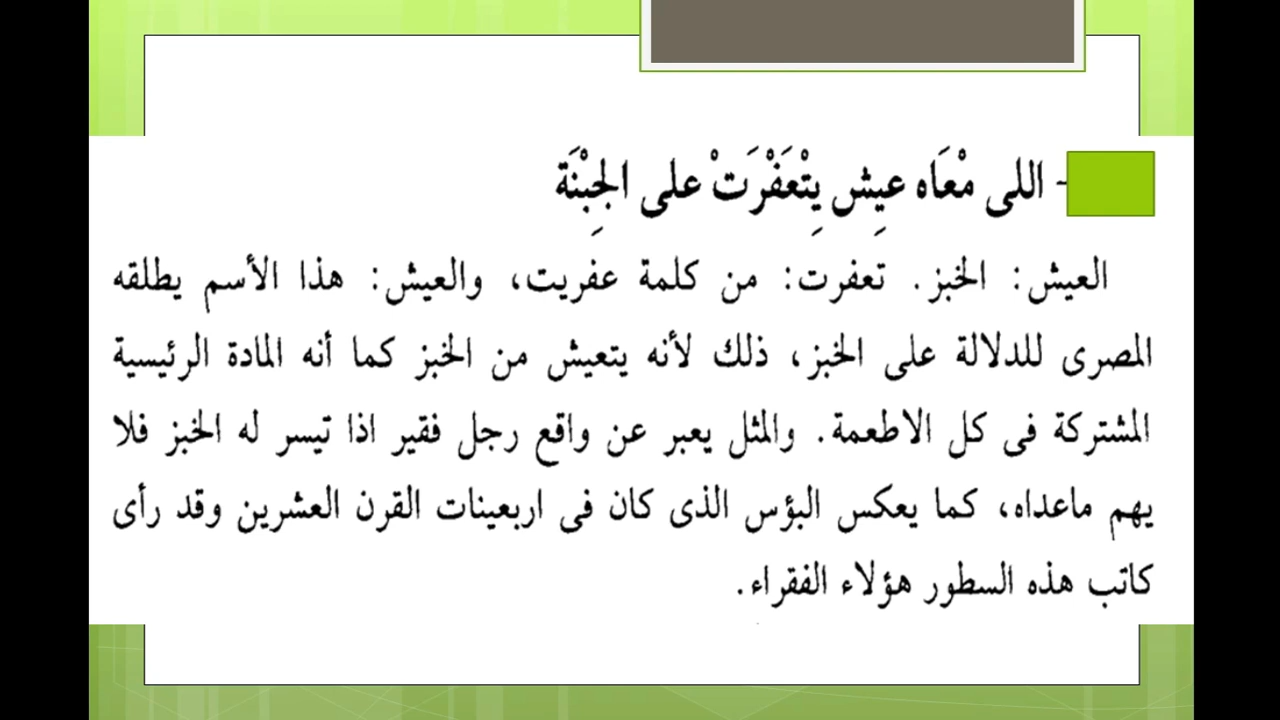 - اللى مْعَاه عِيِش يِتْعَفْرَتْ على الجِبْنَة
العيش: الخبز. تعفرت: من كلمة عفريت، والعيش: هذا الأسم يطلقه
المصرى للدلالة على الخبز، ذلك لأنه يتعيش من الخبز كما أنه المادة الرئيسية
المشتركة فى كل الاطعمة. والمثل يعبر عن واقع رجل فقير اذا تيسر له الخبز فلا
يهم ماعداه، كما يعكس البؤس الذى كان فى اربعينات القرن العشرين وقد رأى
كاتب هذه السطور هؤلاء الفقراء.